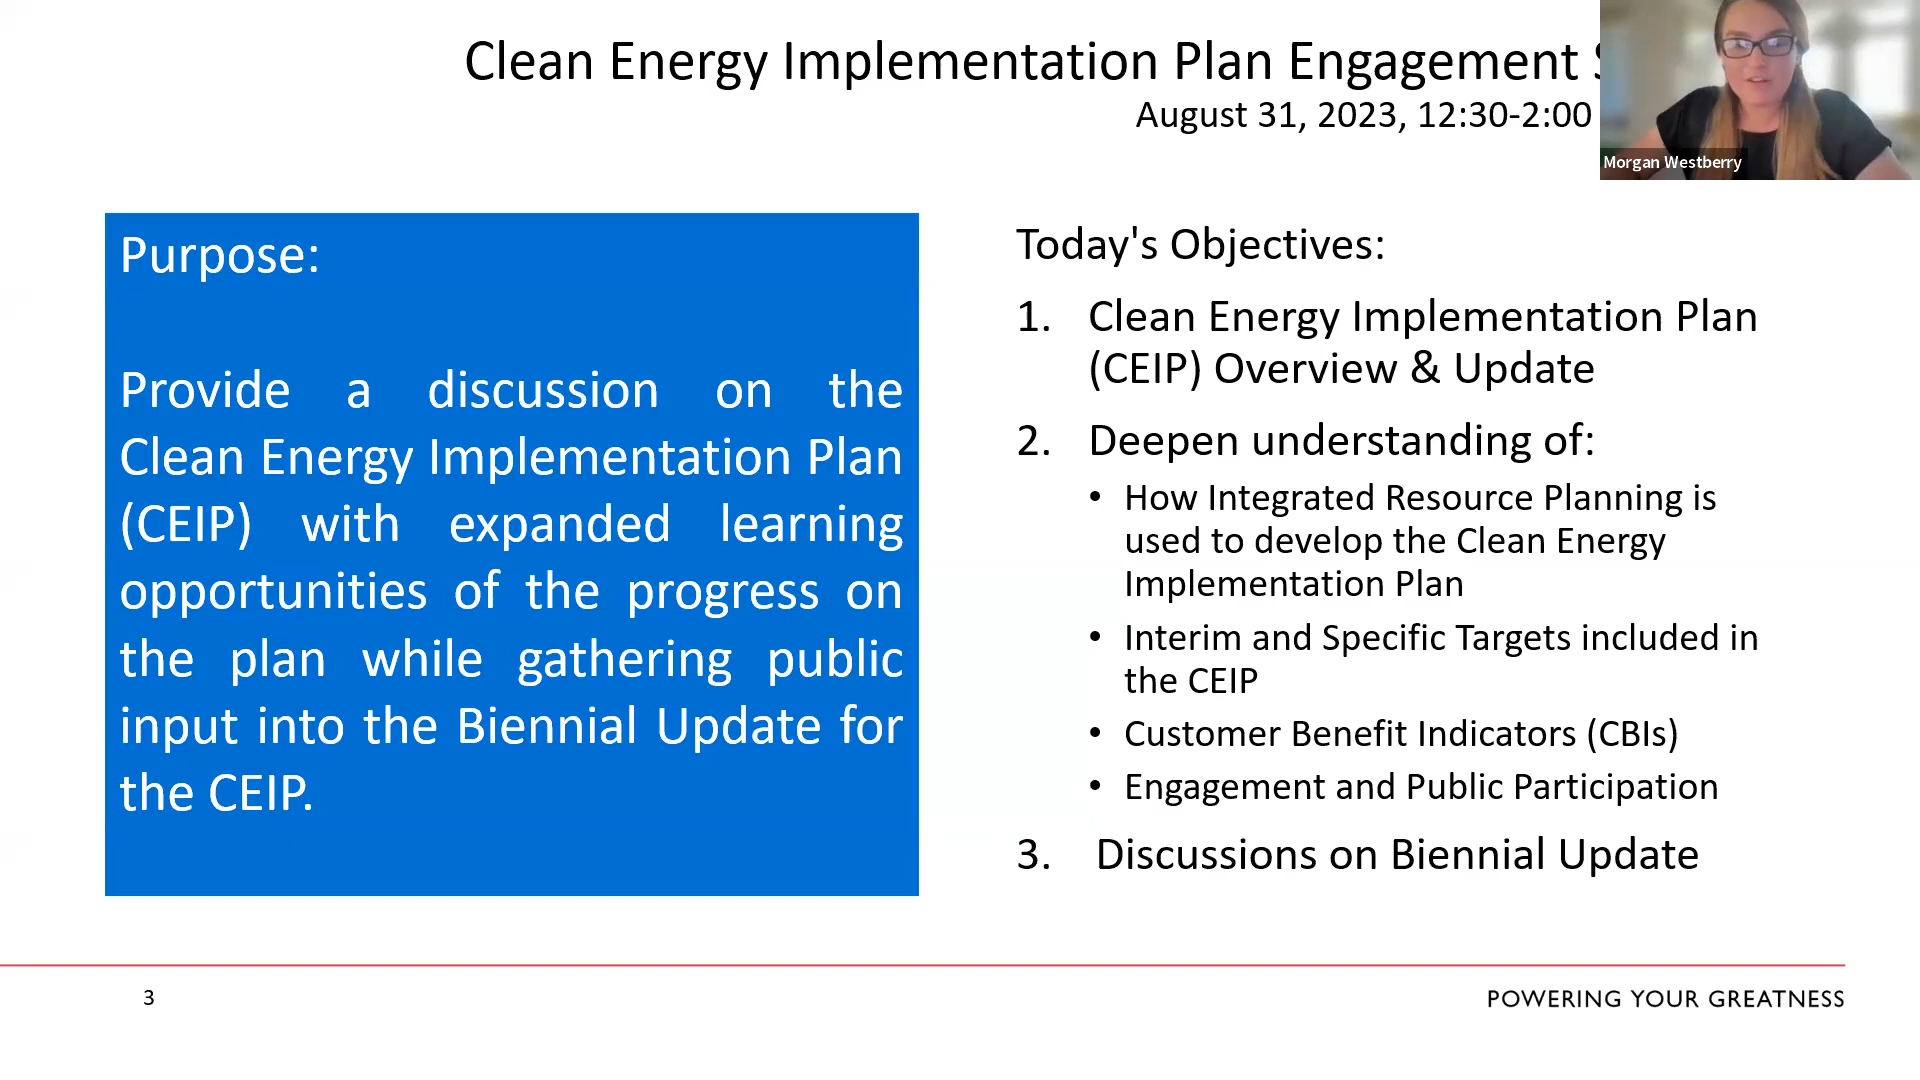 Clean Energy Implementation Plan Engagement
August 31, 2023, 12:30-2:00
Morgan Westberry
Purpose:
Provide a discussion on the
Clean Energy Implementation Plan
(CEIP) with expanded learning
opportunities of the progress on
the plan while gathering public
input into the Biennial Update for
the CEIP.
Today's Objectives:
1. Clean Energy Implementation Plan
(CEIP) Overview & Update
2. Deepen understanding of:
• How Integrated Resource Planning is
used to develop the Clean Energy
Implementation Plan
• Interim and Specific Targets included in
the CEIP
• Customer Benefit Indicators (CBIs)
• Engagement and Public Participation
3. Discussions on Biennial Update
3
POWERING YOUR GREATNESS